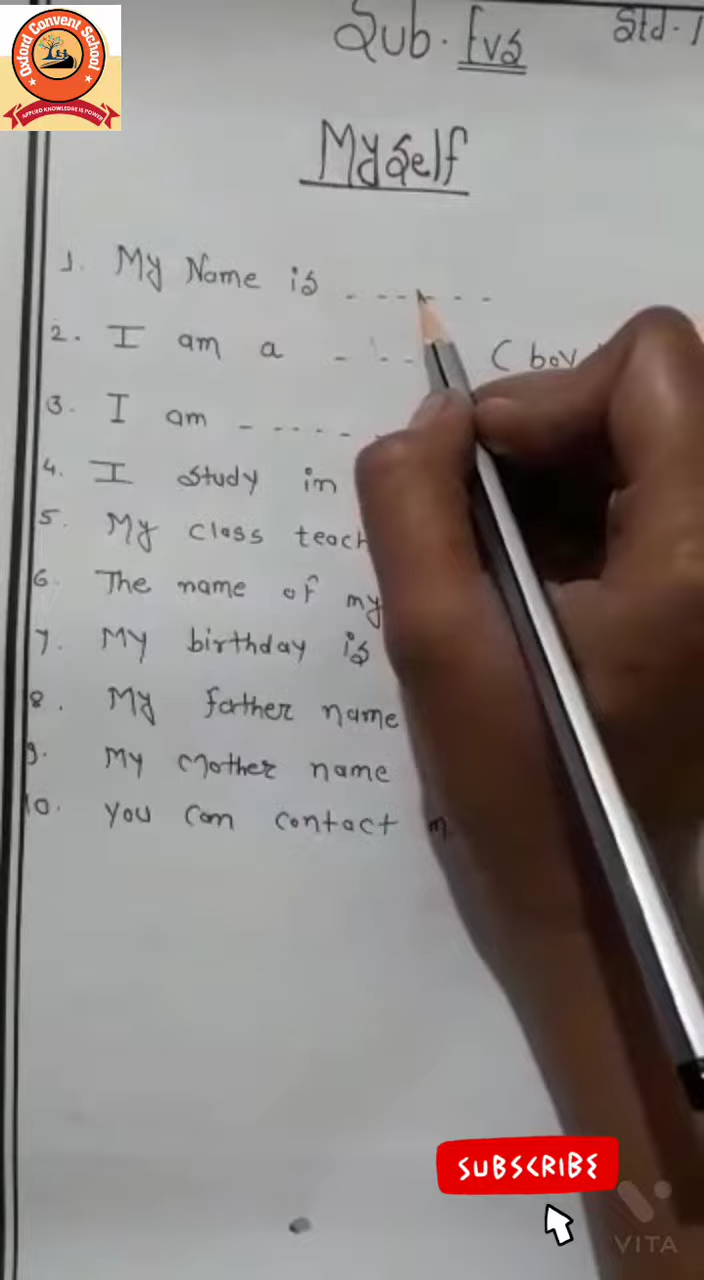 Oxford Convent School
APPLIED KNOWLEDGE IS POWER
Sub. Evs Std-1
Myself
1. My Name is ------
2. I am a ---- (boy
3. I am -----
4. I study in
5. My class teach
6. The name of my
7. My birthday is
8. My farther name
9. My Mother name
10. you can contact m
SUBSCRIBE
VITA